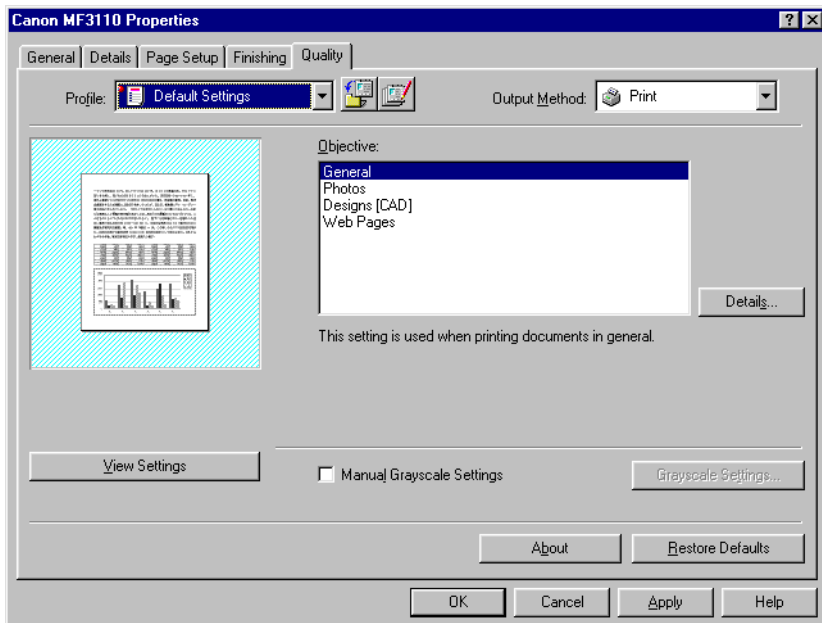 Canon MF3110 Properties
General Details Page Setup Finishing Quality
Profile: Default Settings Output Method: Print
Objective:
General
Photos
Designs [CAD]
Web Pages
Details...
This setting is used when printing documents in general.
View Settings
Manual Grayscale Settings Grayscale Settings...
About Restore Defaults
OK Cancel Apply Help